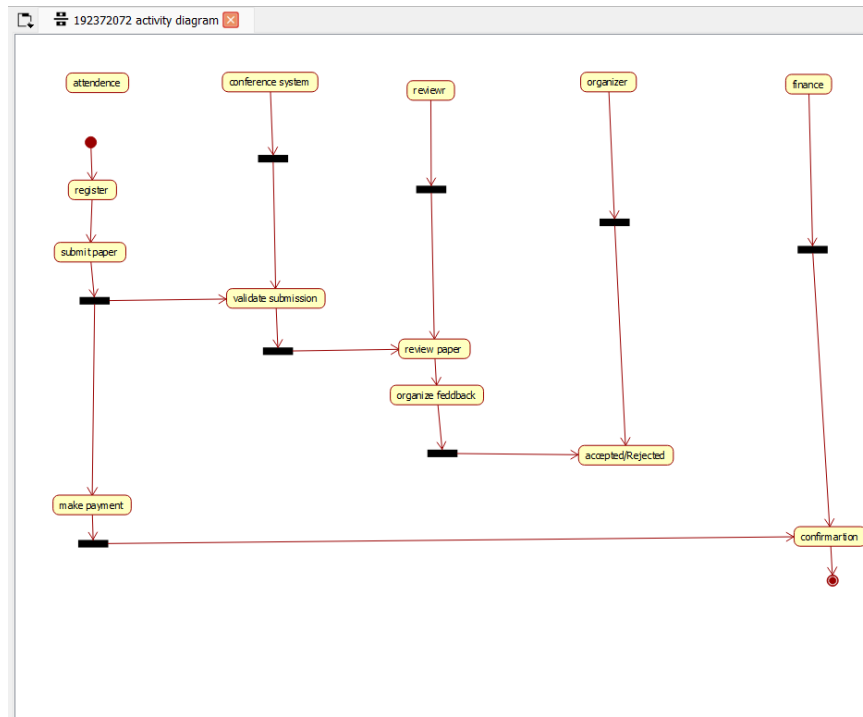 192372072 activity diagram
attendence
conference system
reviewr
organizer
finance
register
submit paper
validate submission
review paper
organize feddback
accepted/Rejected
make payment
confirmartion